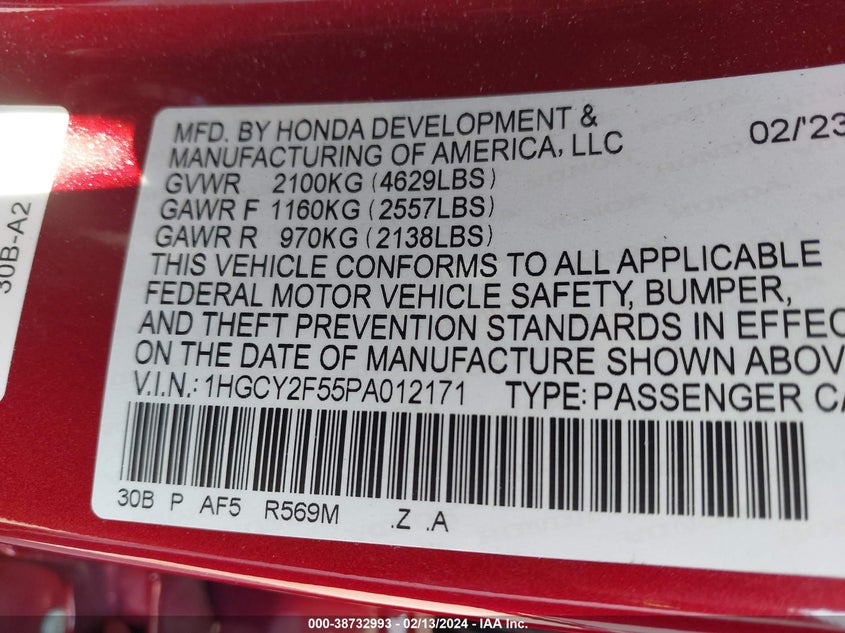 MFD. BY HONDA DEVELOPMENT &
MANUFACTURING OF AMERICA, LLC 02/'23
GVWR 2100KG (4629LBS)
GAWR F 1160KG (2557LBS)
GAWR R 970KG (2138LBS)
THIS VEHICLE CONFORMS TO ALL APPLICABLE
FEDERAL MOTOR VEHICLE SAFETY, BUMPER,
AND THEFT PREVENTION STANDARDS IN EFFEC
ON THE DATE OF MANUFACTURE SHOWN ABOV
V.I.N.: 1HGCY2F55PA012171 TYPE: PASSENGER CA
30B P AF5 R569M .Z .A
30B-A2
000-38732993 — 02/13/2024 — IAA Inc.